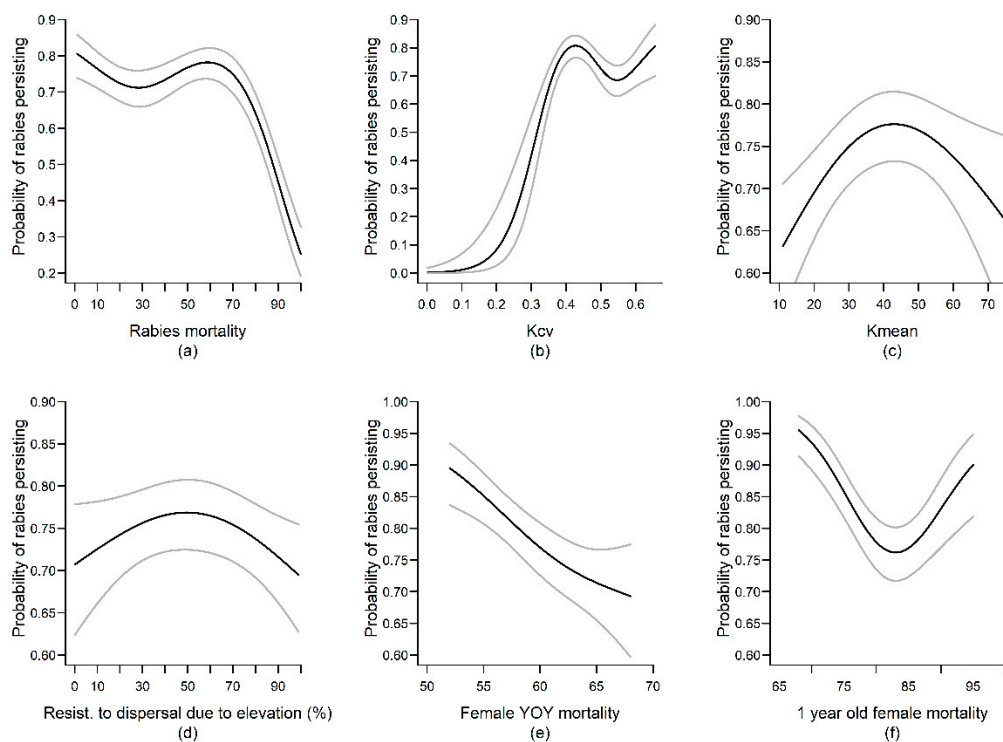 Probability of rabies persisting
0.9
0.8
0.7
0.6
0.5
0.4
0.3
0.2
0 10 30 50 70 90
Rabies mortality
(a)
Probability of rabies persisting
0.9
0.8
0.7
0.6
0.5
0.4
0.3
0.2
0.1
0.0
0.0 0.1 0.2 0.3 0.4 0.5 0.6
Kcv
(b)
Probability of rabies persisting
0.90
0.85
0.80
0.75
0.70
0.65
0.60
10 20 30 40 50 60 70
Kmean
(c)
Probability of rabies persisting
0.90
0.85
0.80
0.75
0.70
0.65
0.60
0 10 30 50 70 90
Resist. to dispersal due to elevation (%)
(d)
Probability of rabies persisting
1.00
0.95
0.90
0.85
0.80
0.75
0.70
0.65
0.60
50 55 60 65 70
Female YOY mortality
(e)
Probability of rabies persisting
1.00
0.95
0.90
0.85
0.80
0.75
0.70
0.65
0.60
65 75 85 95
1 year old female mortality
(f)